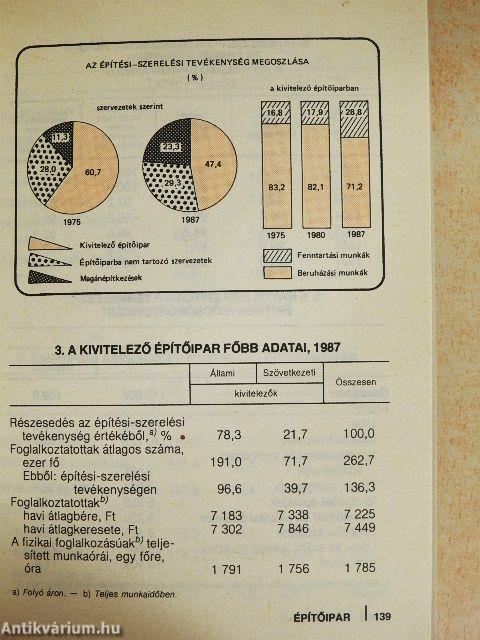 AZ ÉPÍTÉSI-SZERELÉSI TEVÉKENYSÉG MEGOSZLÁSA
(%)
szervezetek szerint
a kivitelező építőiparban
11,3
28,0
60,7
1975
23,3
29,3
47,4
1987
16,8
17,9
28,8
83,2
82,1
71,2
1975 1980 1987
Kivitelező építőipar
Építőiparba nem tartozó szervezetek
Magánépítkezések
Fenntartási munkák
Beruházási munkák
3. A KIVITELEZŐ ÉPÍTŐIPAR FŐBB ADATAI, 1987
Állami Szövetkezeti Összesen
kivitelezők
Részesedés az építési-szerelési
tevékenység értékéből,a) % 78,3 21,7 100,0
Foglalkoztatottak átlagos száma,
ezer fő 191,0 71,7 262,7
Ebből: építési-szerelési
tevékenységen 96,6 39,7 136,3
Foglalkoztatottakb)
havi átlagbére, Ft 7 183 7 338 7 225
havi átlagkeresete, Ft 7 302 7 846 7 449
A fizikai foglalkozásúakb) telje-
sített munkaórái, egy főre,
óra 1 791 1 756 1 785
a) Folyó áron. — b) Teljes munkaidőben.
ÉPÍTŐIPAR 139
Antikvárium.hu